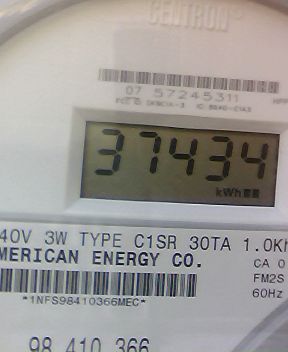 CENTRON®
07 57245311
37434
kWh
40V 3W TYPE C1SR 30TA 1.0Kh
MERICAN ENERGY CO.
CA 0
FM2S
60Hz
*1NFS98410366MEC*
98 410 366